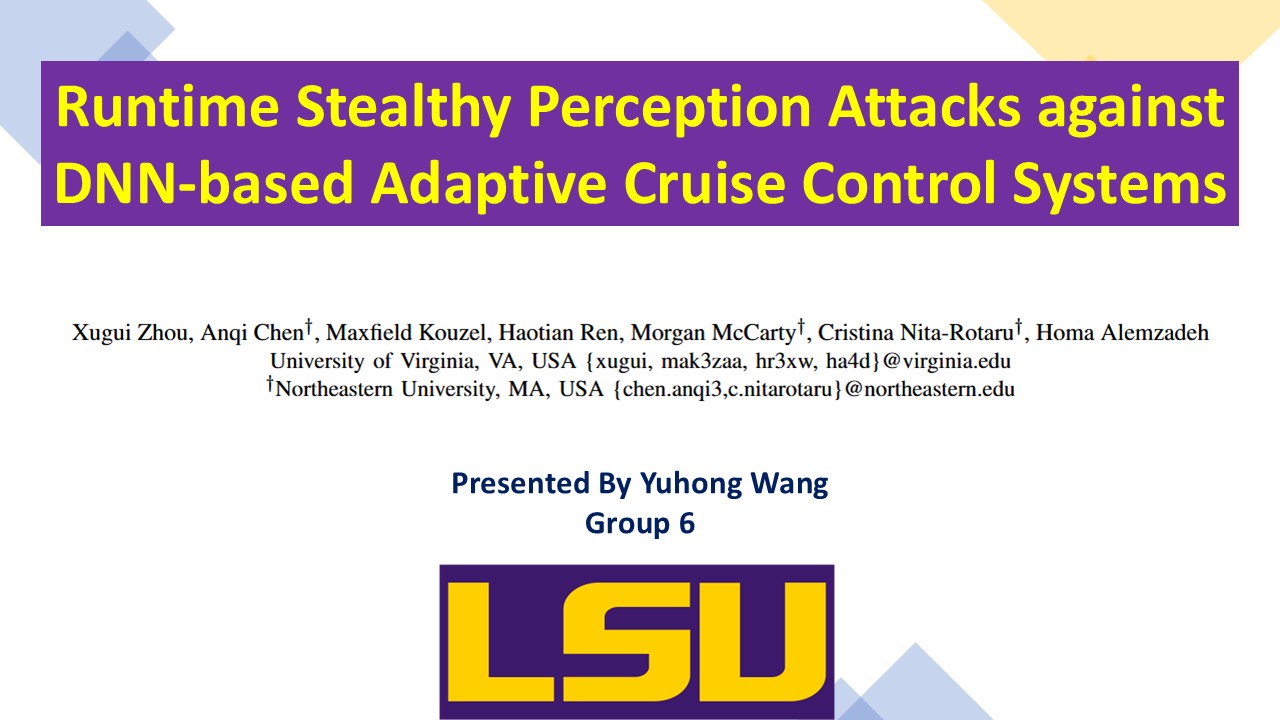 Runtime Stealthy Perception Attacks against
DNN-based Adaptive Cruise Control Systems
Xugui Zhou, Anqi Chen†, Maxfield Kouzel, Haotian Ren, Morgan McCarty†, Cristina Nita-Rotaru†, Homa Alemzadeh
University of Virginia, VA, USA {xugui, mak3zaa, hr3xw, ha4d}@virginia.edu
†Northeastern University, MA, USA {chen.anqi3,c.nitarotaru}@northeastern.edu
Presented By Yuhong Wang
Group 6
LSU